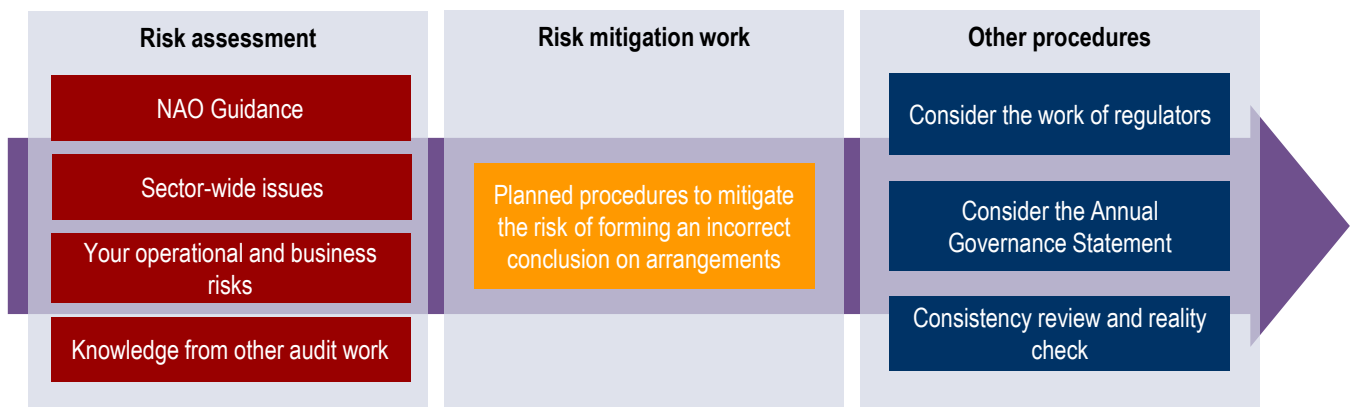 Risk assessment
NAO Guidance
Sector-wide issues
Your operational and business
risks
Knowledge from other audit work
Risk mitigation work
Planned procedures to mitigate
the risk of forming an incorrect
conclusion on arrangements
Other procedures
Consider the work of regulators
Consider the Annual
Governance Statement
Consistency review and reality
check